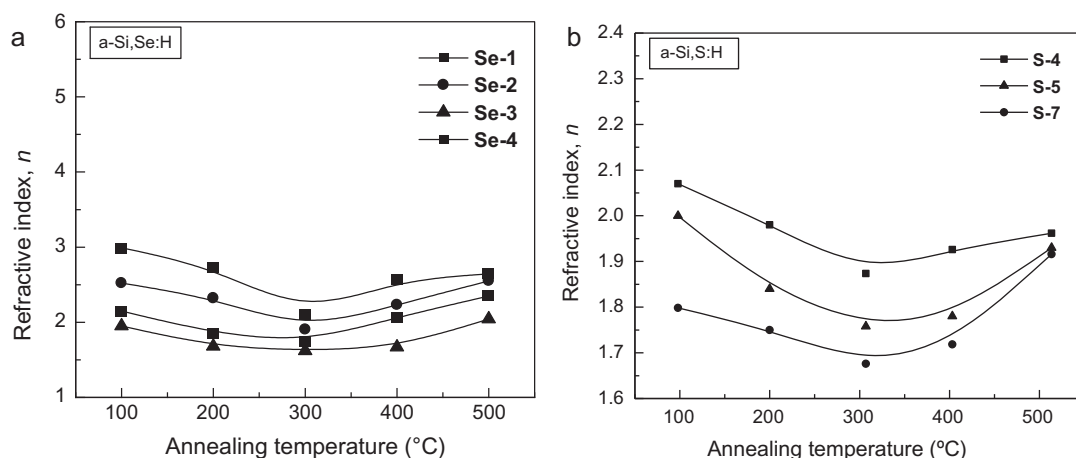 a
a-Si,Se:H
Se-1
Se-2
Se-3
Se-4
6
5
4
3
2
1
Refractive index, n
100 200 300 400 500
Annealing temperature (°C)
b
a-Si,S:H
S-4
S-5
S-7
2.4
2.3
2.2
2.1
2.0
1.9
1.8
1.7
1.6
Refractive index, n
100 200 300 400 500
Annealing temperature (ºC)